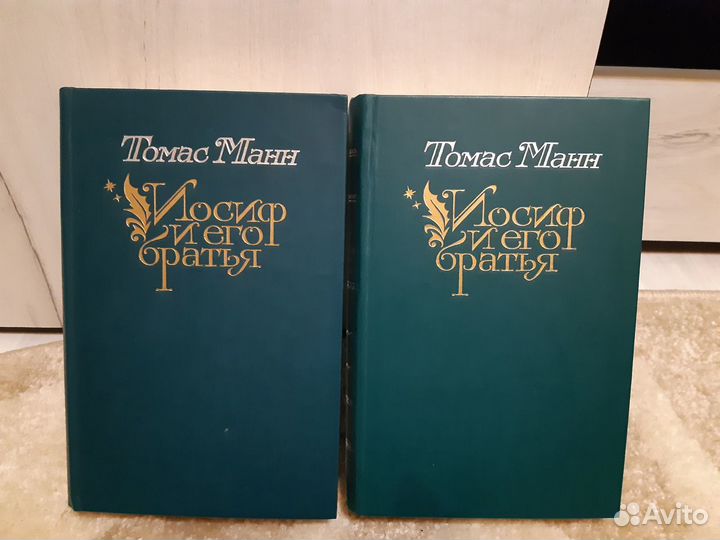 Томас Манн
Иосиф
и его
братья
Томас Манн
Иосиф
и его
братья
Avito